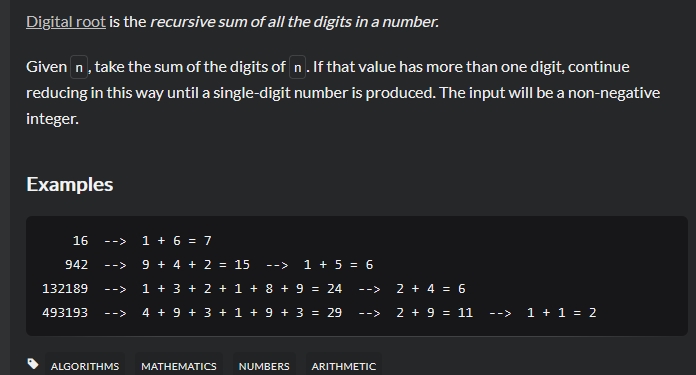 Digital root is the recursive sum of all the digits in a number.
Given n, take the sum of the digits of n. If that value has more than one digit, continue
reducing in this way until a single-digit number is produced. The input will be a non-negative
integer.
Examples
16 --> 1 + 6 = 7
942 --> 9 + 4 + 2 = 15 --> 1 + 5 = 6
132189 --> 1 + 3 + 2 + 1 + 8 + 9 = 24 --> 2 + 4 = 6
493193 --> 4 + 9 + 3 + 1 + 9 + 3 = 29 --> 2 + 9 = 11 --> 1 + 1 = 2
ALGORITHMS MATHEMATICS NUMBERS ARITHMETIC